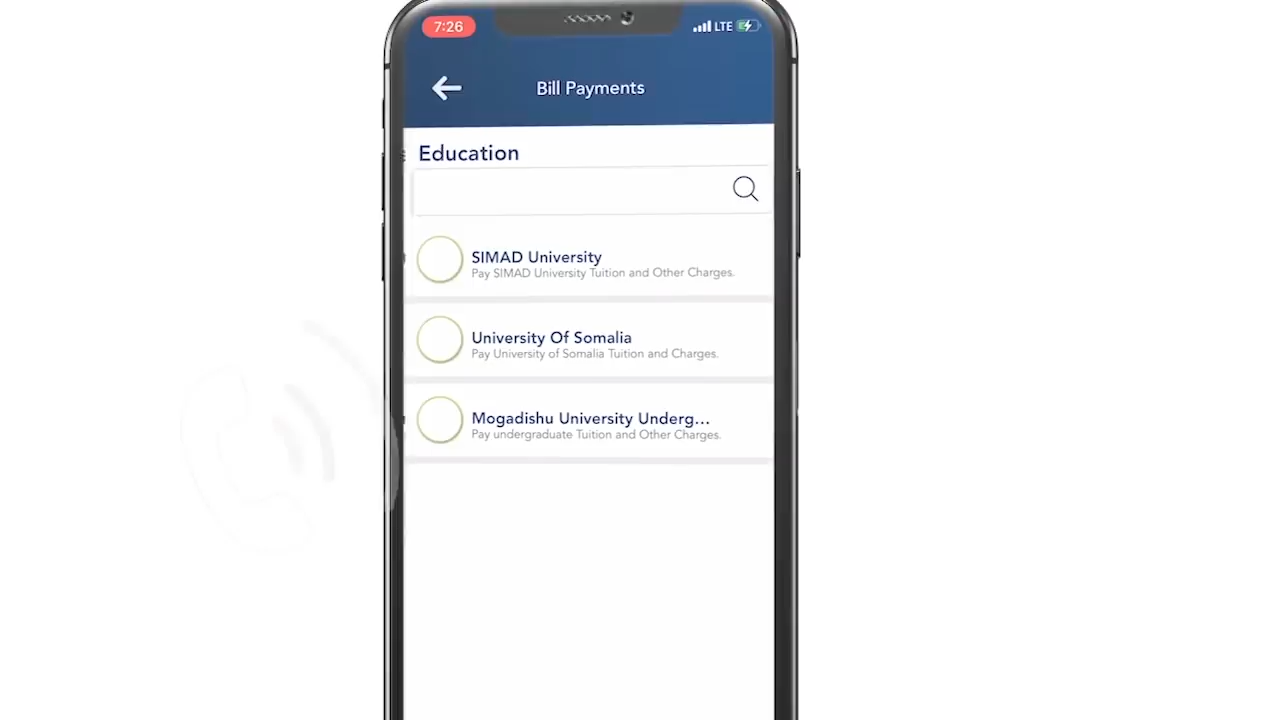 7:26
LTE
Bill Payments
Education
SIMAD University
Pay SIMAD University Tuition and Other Charges.
University Of Somalia
Pay University of Somalia Tuition and Charges.
Mogadishu University Underg...
Pay undergraduate Tuition and Other Charges.